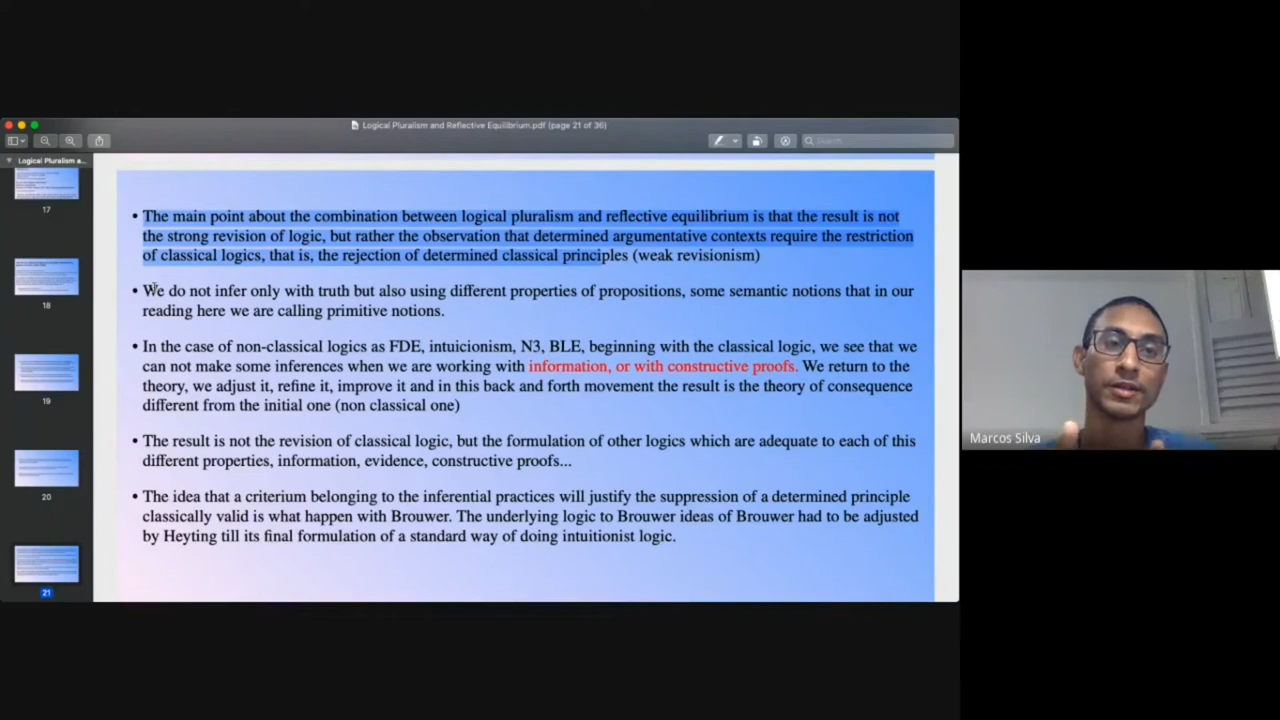 Logical Pluralism and Reflective Equilibrium.pdf (page 21 of 36)
Search
Logical Pluralism a...
17
18
19
20
21
• The main point about the combination between logical pluralism and reflective equilibrium is that the result is not
the strong revision of logic, but rather the observation that determined argumentative contexts require the restriction
of classical logics, that is, the rejection of determined classical principles (weak revisionism)
• We do not infer only with truth but also using different properties of propositions, some semantic notions that in our
reading here we are calling primitive notions.
• In the case of non-classical logics as FDE, intuicionism, N3, BLE, beginning with the classical logic, we see that we
can not make some inferences when we are working with information, or with constructive proofs. We return to the
theory, we adjust it, refine it, improve it and in this back and forth movement the result is the theory of consequence
different from the initial one (non classical one)
• The result is not the revision of classical logic, but the formulation of other logics which are adequate to each of this
different properties, information, evidence, constructive proofs...
• The idea that a criterium belonging to the inferential practices will justify the suppression of a determined principle
classically valid is what happen with Brouwer. The underlying logic to Brouwer ideas of Brouwer had to be adjusted
by Heyting till its final formulation of a standard way of doing intuitionist logic.
Marcos Silva